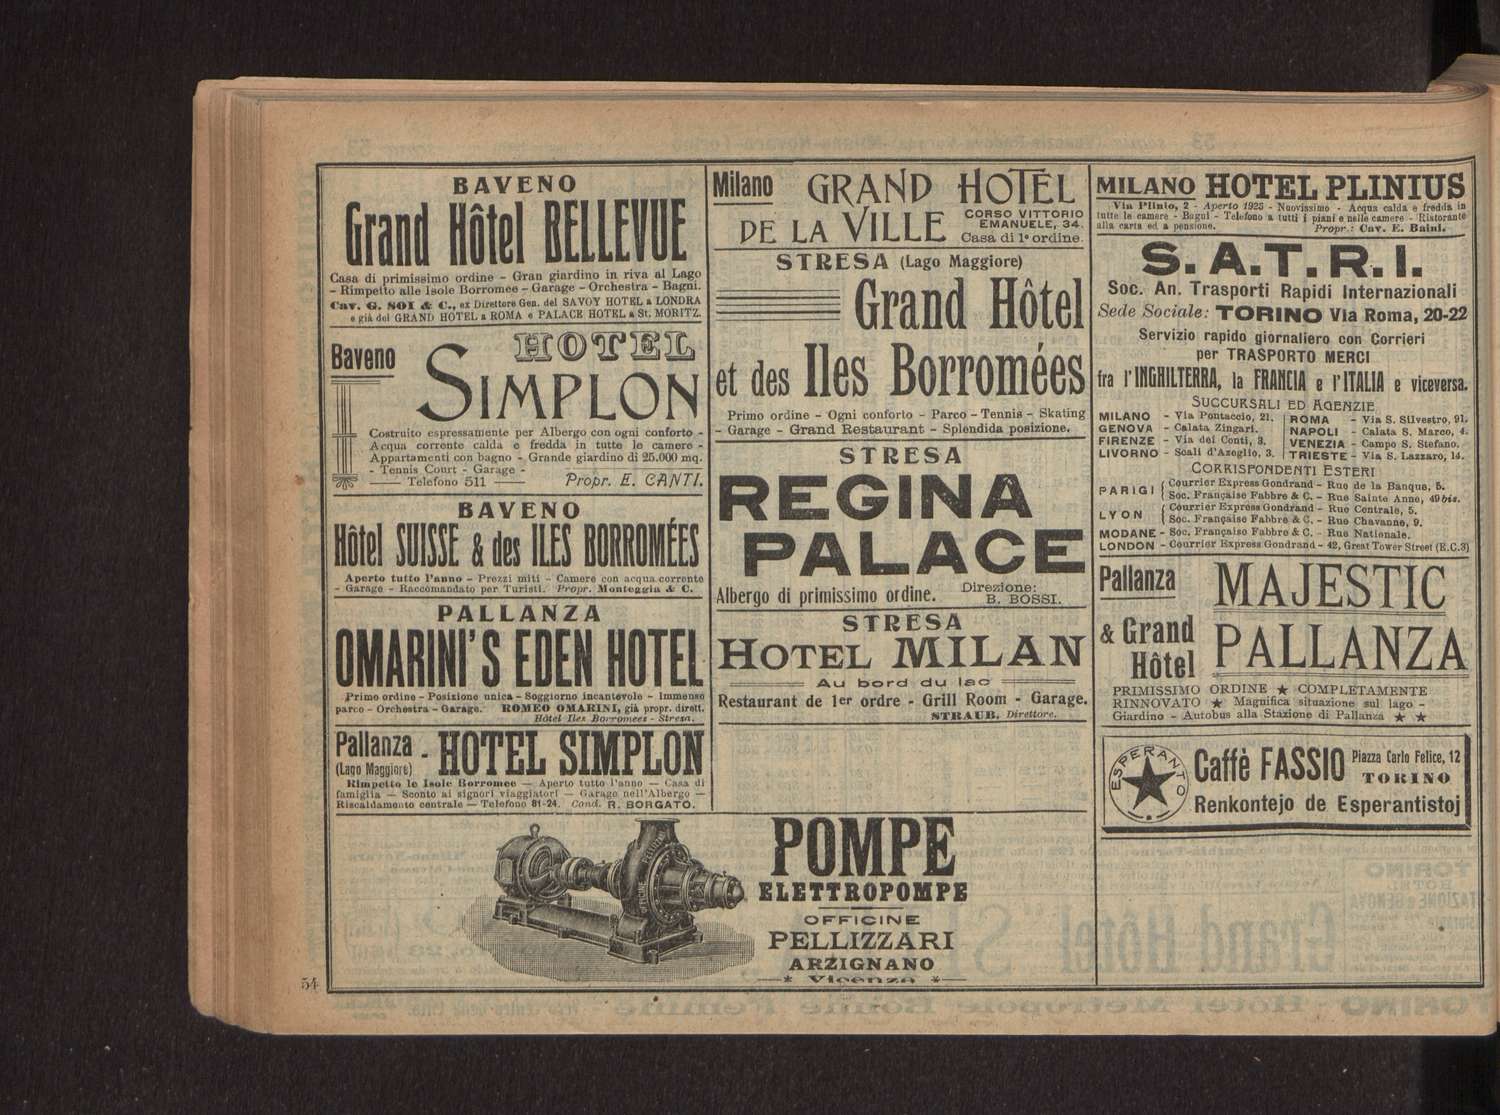 BAVENO
Grand Hôtel BELLEVUE
Casa di primissimo ordine - Gran giardino in riva al Lago
- Rimpetto alle Isole Borromee - Garage - Orchestra - Bagni.
Cav. G. SOI & C., ex Direttore Gen. del SAVOY HOTEL a LONDRA
e già del GRAND HOTEL a ROMA e PALACE HOTEL a St. MORITZ.
Baveno
HOTEL
SIMPLON
Costruito espressamente per Albergo con ogni conforto -
Acqua corrente calda e fredda in tutte le camere -
Appartamenti con bagno - Grande giardino di 25.000 mq.
- Tennis Court - Garage -
Telefono 511
Propr. E. CANTI.
BAVENO
Hôtel SUISSE & des ILES BORROMÉES
Aperto tutto l'anno - Prezzi miti - Camere con acqua corrente
- Garage - Raccomandato per Turisti. Propr. Monteggia & C.
PALLANZA
OMARINI'S EDEN HOTEL
Primo ordine - Posizione unica - Soggiorno incantevole - Immenso
parco - Orchestra - Garage. ROMEO OMARINI, già propr. dirett.
Hôtel Iles Borromees - Stresa.
Pallanza - HOTEL SIMPLON
(Lago Maggiore)
Rimpetto le Isole Borromee — Aperto tutto l'anno — Casa di
famiglia — Sconto ai signori viaggiatori — Garage nell'Albergo —
Riscaldamento centrale — Telefono 81-24. Cond. R. BORGATO.
Milano GRAND HOTEL
DE LA VILLE
CORSO VITTORIO
EMANUELE, 34.
Casa di 1º ordine.
STRESA (Lago Maggiore)
Grand Hôtel
et des Iles Borromées
Primo ordine - Ogni conforto - Parco - Tennis - Skating
- Garage - Grand Restaurant - Splendida posizione.
STRESA
REGINA
PALACE
Albergo di primissimo ordine.
Direzione:
B. BOSSI.
STRESA
HOTEL MILAN
Au bord du lac
Restaurant de 1er ordre - Grill Room - Garage.
STRAUB, Direttore.
MILANO HOTEL PLINIUS
Via Plinio, 2 - Aperto 1925 - Nuovissimo - Acqua calda e fredda in
tutte le camere - Bagni - Telefono a tutti i piani e nelle camere - Ristorante
alla carta ed a pensione. Propr.: Cav. E. Baini.
S.A.T.R.I.
Soc. An. Trasporti Rapidi Internazionali
Sede Sociale: TORINO Via Roma, 20-22
Servizio rapido giornaliero con Corrieri
per TRASPORTO MERCI
fra l'INGHILTERRA, la FRANCIA e l'ITALIA e viceversa.
SUCCURSALI ED AGENZIE
MILANO - Via Pontaccio, 21.
GENOVA - Calata Zingari.
FIRENZE - Via dei Conti, 3.
LIVORNO - Scali d'Azeglio, 3.
ROMA - Via S. Silvestro, 91.
NAPOLI - Calata S. Marco, 4.
VENEZIA - Campo S. Stefano.
TRIESTE - Via S. Lazzaro, 14.
CORRISPONDENTI ESTERI
PARIGI { Courrier Express Gondrand - Rue de la Banque, 5.
Soc. Française Fabbre & C. - Rue Sainte Anne, 49 bis.
LYON { Courrier Express Gondrand - Rue Centrale, 5.
Soc. Française Fabbre & C. - Rue Chavanne, 9.
MODANE - Soc. Française Fabbre & C. - Rue Nationale.
LONDON - Courrier Express Gondrand - 42, Great Tower Street (E.C.3)
Pallanza
MAJESTIC
& Grand
Hôtel
PALLANZA
PRIMISSIMO ORDINE ★ COMPLETAMENTE
RINNOVATO ★ Magnifica situazione sul lago -
Giardino - Autobus alla Stazione di Pallanza ★ ★
ESPERANTO
Caffè FASSIO Piazza Carlo Felice, 12
TORINO
Renkontejo de Esperantistoj
POMPE
ELETTROPOMPE
OFFICINE
PELLIZZARI
ARZIGNANO
* Vicenza *
54